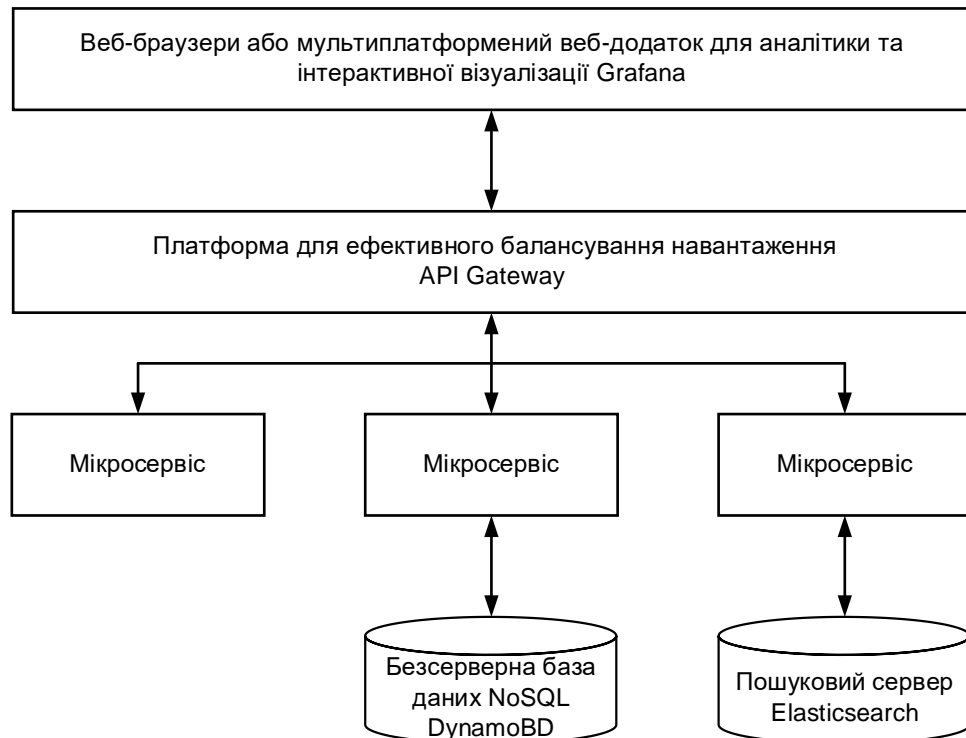 Веб-браузери або мультиплатформений веб-додаток для аналітики та
інтерактивної візуалізації Grafana
Платформа для ефективного балансування навантаження
API Gateway
Мікросервіс
Мікросервіс
Мікросервіс
Безсерверна база
даних NoSQL
DynamoBD
Пошуковий сервер
Elasticsearch